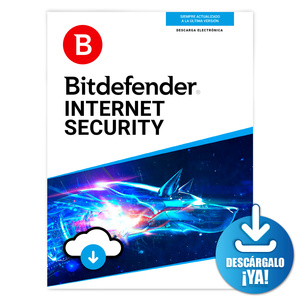 SIEMPRE ACTUALIZADO
A LA ÚLTIMA VERSIÓN
DESCARGA ELECTRÓNICA
B
Bitdefender®
INTERNET
SECURITY
DESCÁRGALO
¡YA!